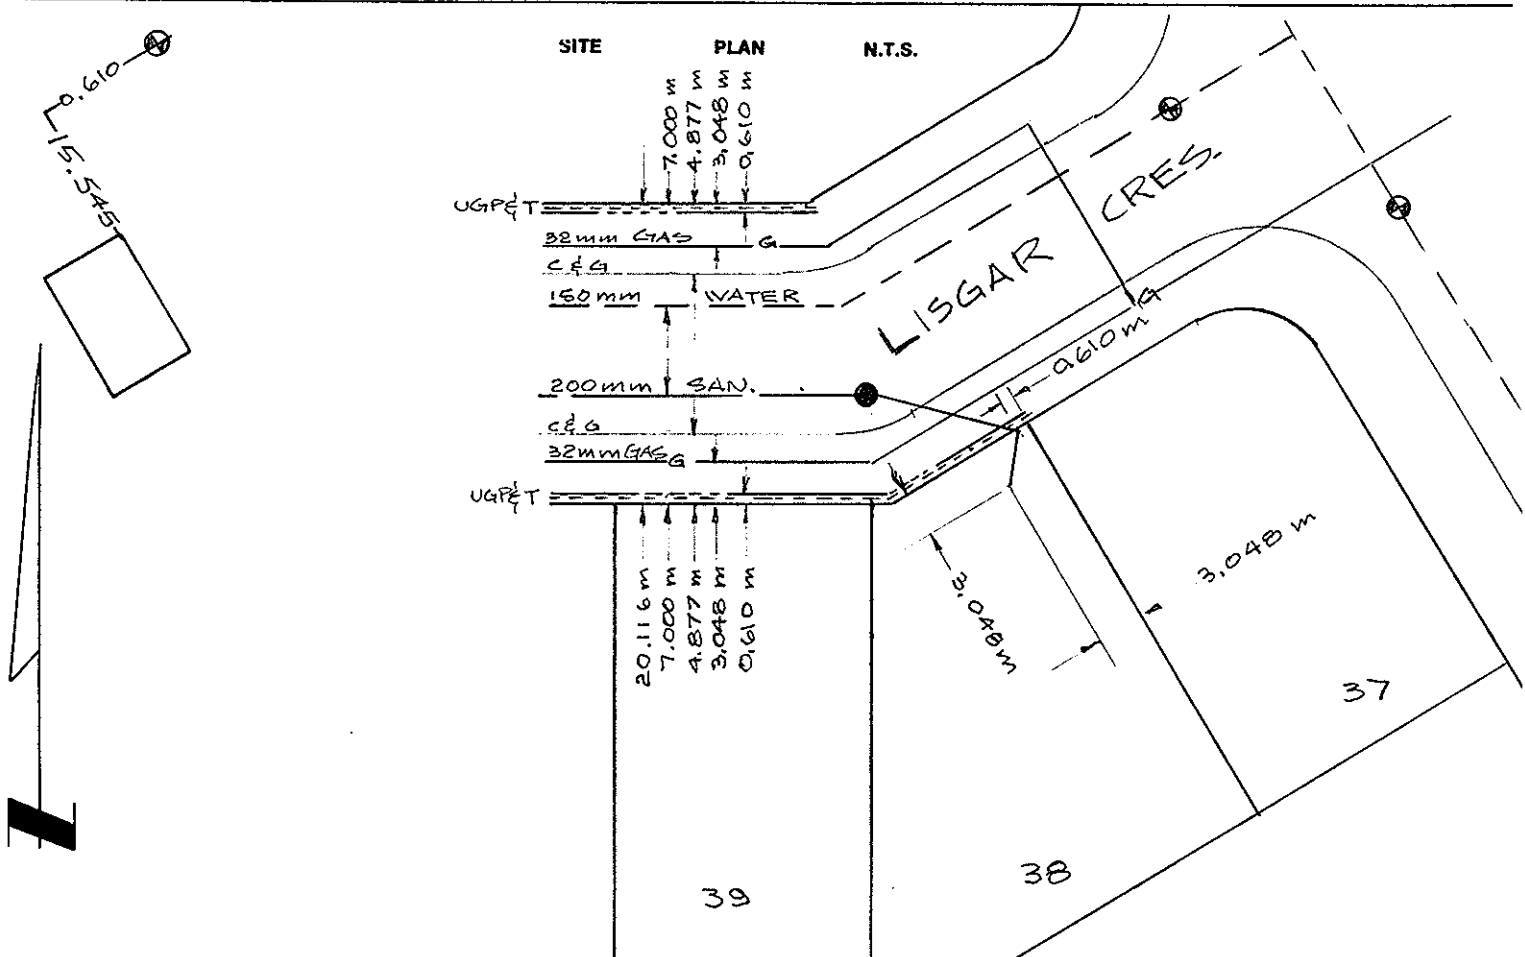 SITE PLAN N.T.S.
0.610
15.545
7.000 m
4.877 m
3.048 m
0.610 m
UGP&T
32mm GAS G
C & G
150mm WATER
LISGAR CRES.
G
0.610 m
200mm SAN.
C & G
32mm GAS G
UGP&T
20.116 m
7.000 m
4.877 m
3.048 m
0.610 m
3.048 m
3.048 m
37
38
39